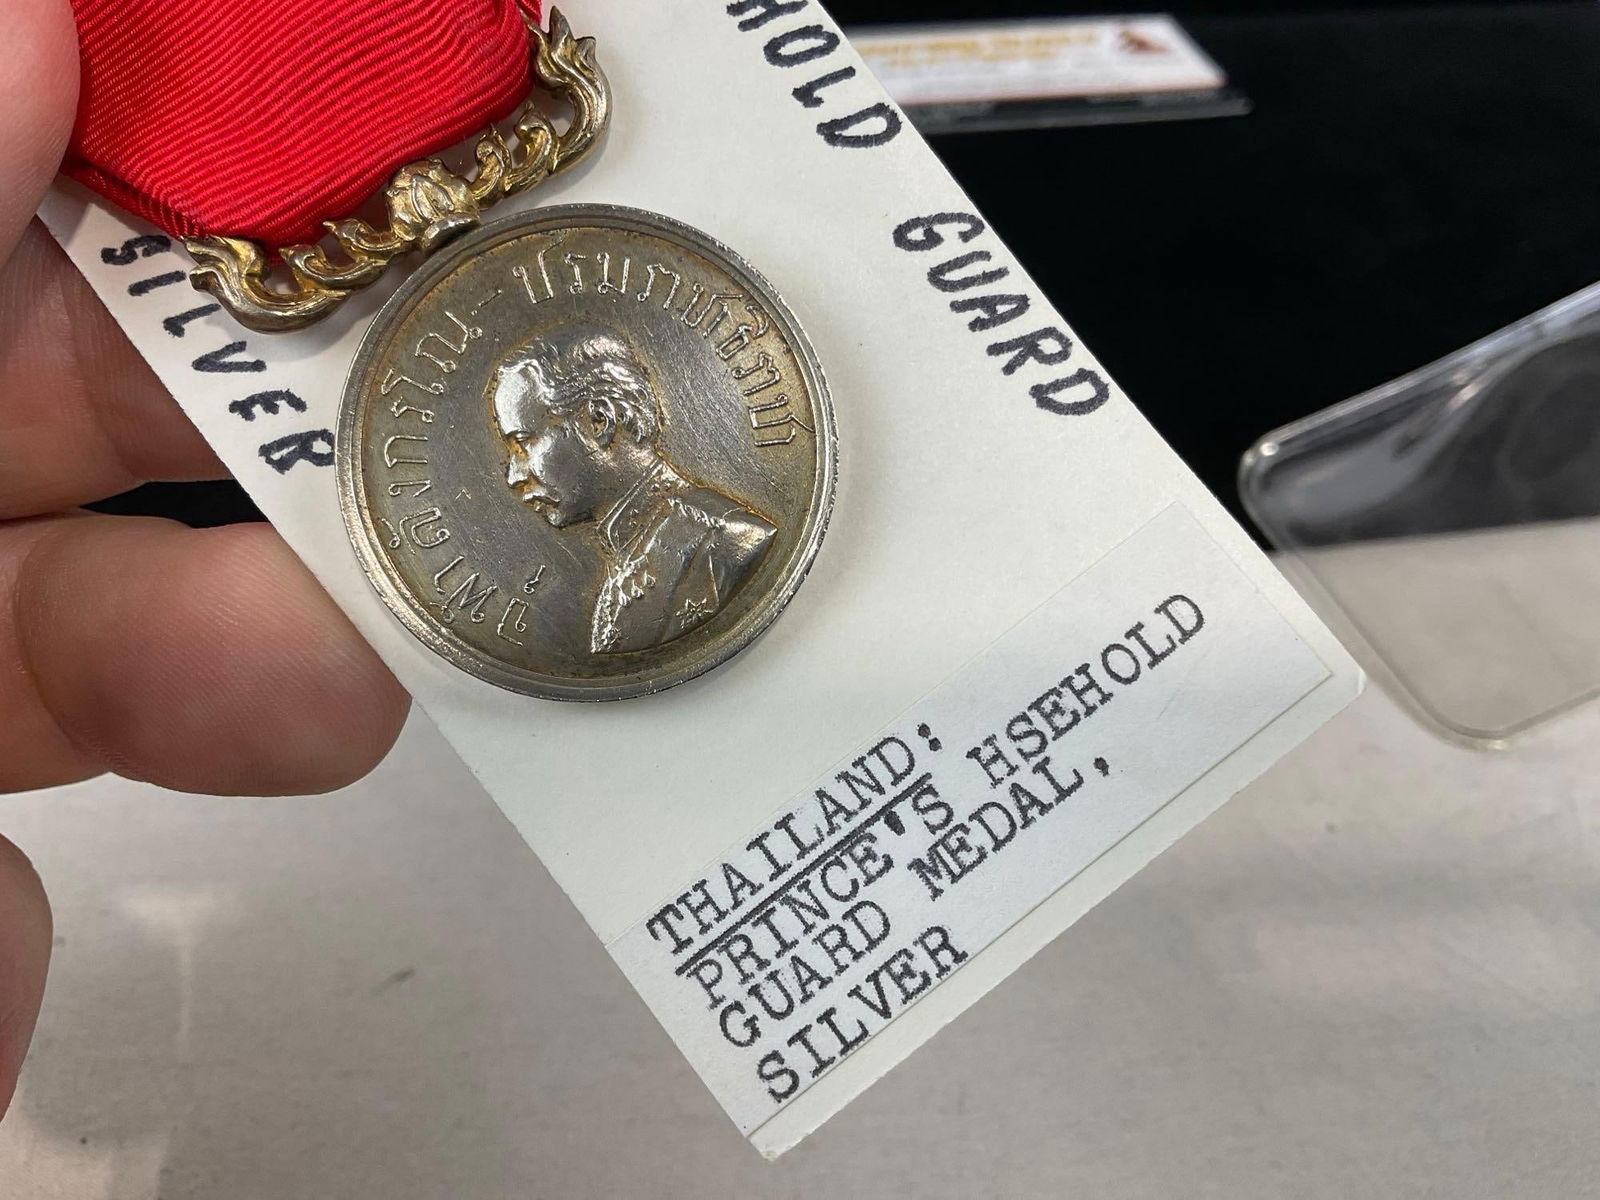 HOLD GUARD
SILVER
จุฬาลงกรณ์ บรมราชาธิราช
THAILAND:
PRINCE'S HSEHOLD
GUARD MEDAL,
SILVER